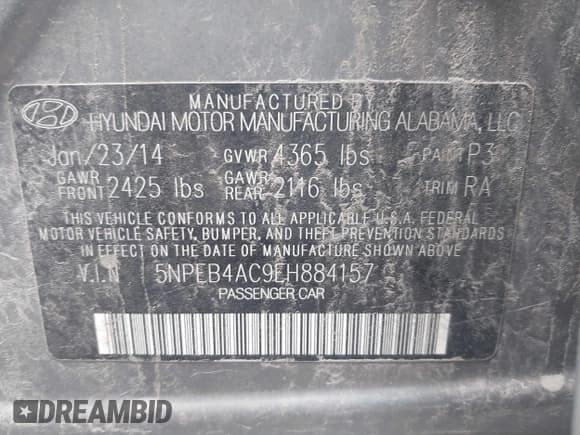 MANUFACTURED BY
HYUNDAI MOTOR MANUFACTURING ALABAMA, LLC
Jan/23/14 GVWR 4365 lbs PAINT P3
GAWR FRONT 2425 lbs GAWR REAR 2116 lbs TRIM RA
THIS VEHICLE CONFORMS TO ALL APPLICABLE U.S.A. FEDERAL
MOTOR VEHICLE SAFETY, BUMPER, AND THEFT PREVENTION STANDARDS
IN EFFECT ON THE DATE OF MANUFACTURE SHOWN ABOVE.
V.I.N 5NPEB4AC9EH884157
PASSENGER CAR
DREAMBID